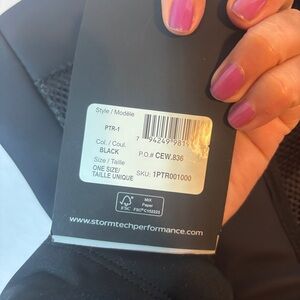 Style / Modèle
PTR-1
Col. / Coul.
BLACK
P.O.# CEW.836
Size / Taille
ONE SIZE/
TAILLE UNIQUE
SKU: 1PTR001000
FSC
MIX
Paper
www.stormtechperformance.com